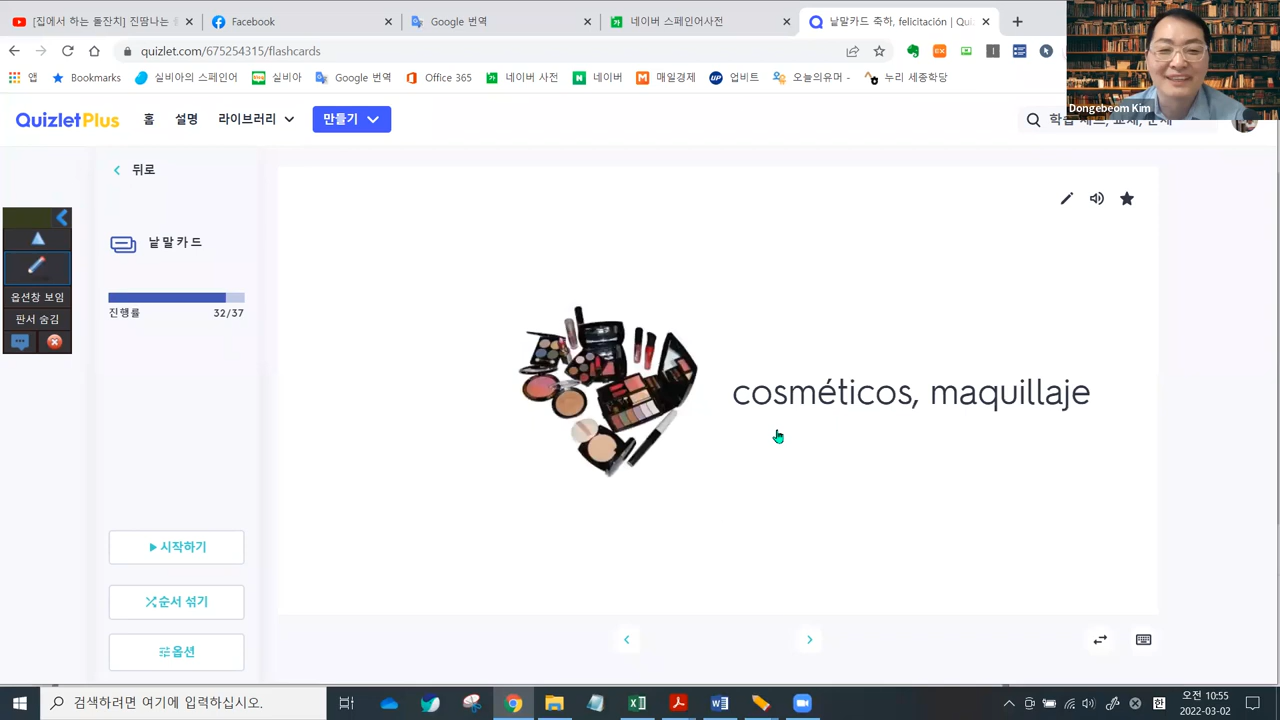 [집에서 하는 돌잔치] 진땀나는
Facebook
Google 번역
네이버 스페인어사전
낱말카드 축하, felicitación | Qui
quizlet.com/675254315/flashcards
앱
Bookmarks
실비아의 스페인어
실비아
Google 번역
Office 365
네이버 사전
네이버
매일경제
업비트
오늘의유머 -
누리 세종학당
Dongebeom Kim
QuizletPlus
홈
설명
라이브러리
만들기
뒤로
낱말카드
진행률
32/37
옵션창 보임
판서 숨김
cosméticos, maquillaje
시작하기
순서 섞기
옵션
검색하려면 여기에 입력하십시오.
한
오전 10:55
2022-03-02